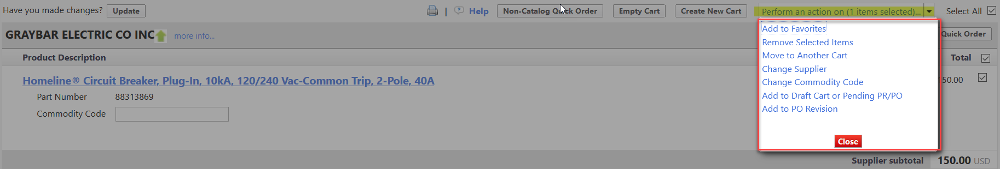 Have you made changes? Update | Help Non-Catalog Quick Order Empty Cart Create New Cart Perform an action on (1 items selected)... Select All
GRAYBAR ELECTRIC CO INC more info... Quick Order
Add to Favorites
Remove Selected Items
Move to Another Cart
Change Supplier
Change Commodity Code
Add to Draft Cart or Pending PR/PO
Add to PO Revision
Close
Product Description Total
Homeline® Circuit Breaker, Plug-In, 10kA, 120/240 Vac-Common Trip, 2-Pole, 40A 50.00
Part Number 88313869
Commodity Code
Supplier subtotal 150.00 USD